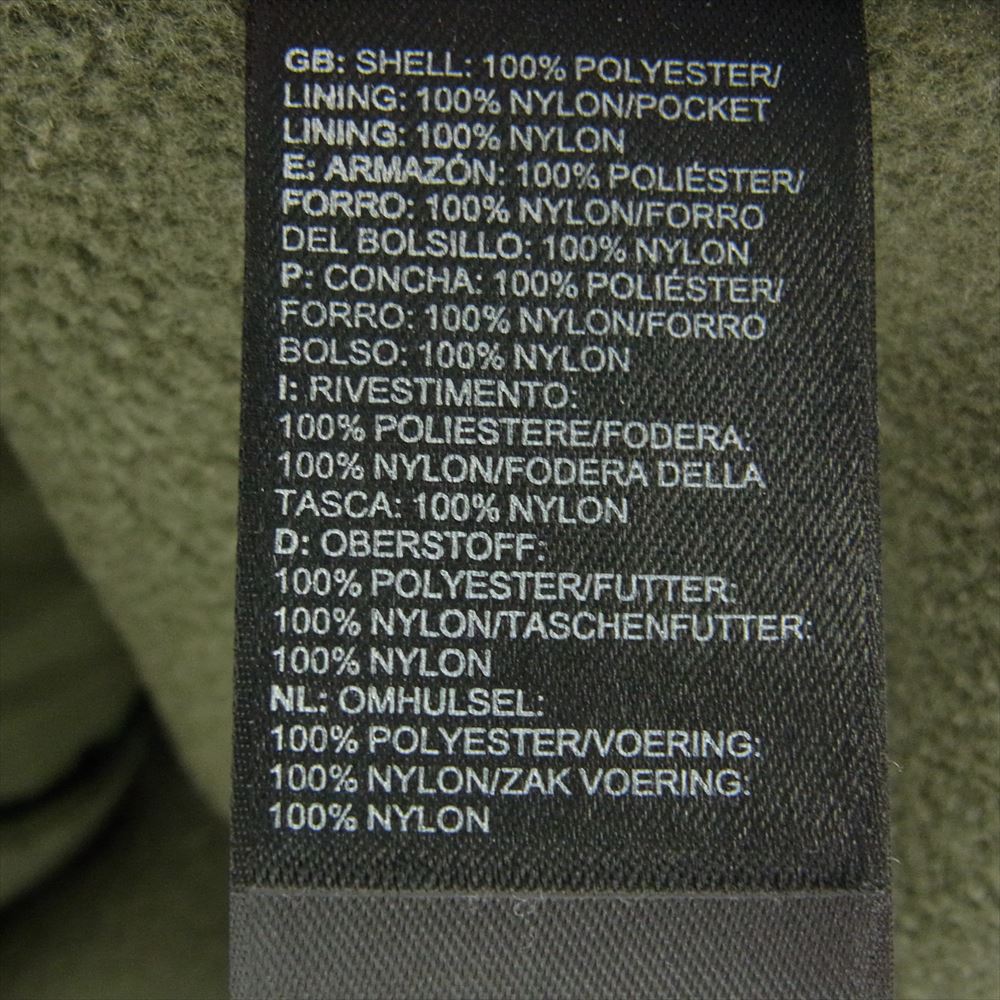 GB: SHELL: 100% POLYESTER/
LINING: 100% NYLON/POCKET
LINING: 100% NYLON
E: ARMAZÓN: 100% POLIÉSTER/
FORRO: 100% NYLON/FORRO
DEL BOLSILLO: 100% NYLON
P: CONCHA: 100% POLIÉSTER/
FORRO: 100% NYLON/FORRO
BOLSO: 100% NYLON
I: RIVESTIMENTO:
100% POLIESTERE/FODERA:
100% NYLON/FODERA DELLA
TASCA: 100% NYLON
D: OBERSTOFF:
100% POLYESTER/FUTTER:
100% NYLON/TASCHENFUTTER:
100% NYLON
NL: OMHULSEL:
100% POLYESTER/VOERING:
100% NYLON/ZAK VOERING:
100% NYLON